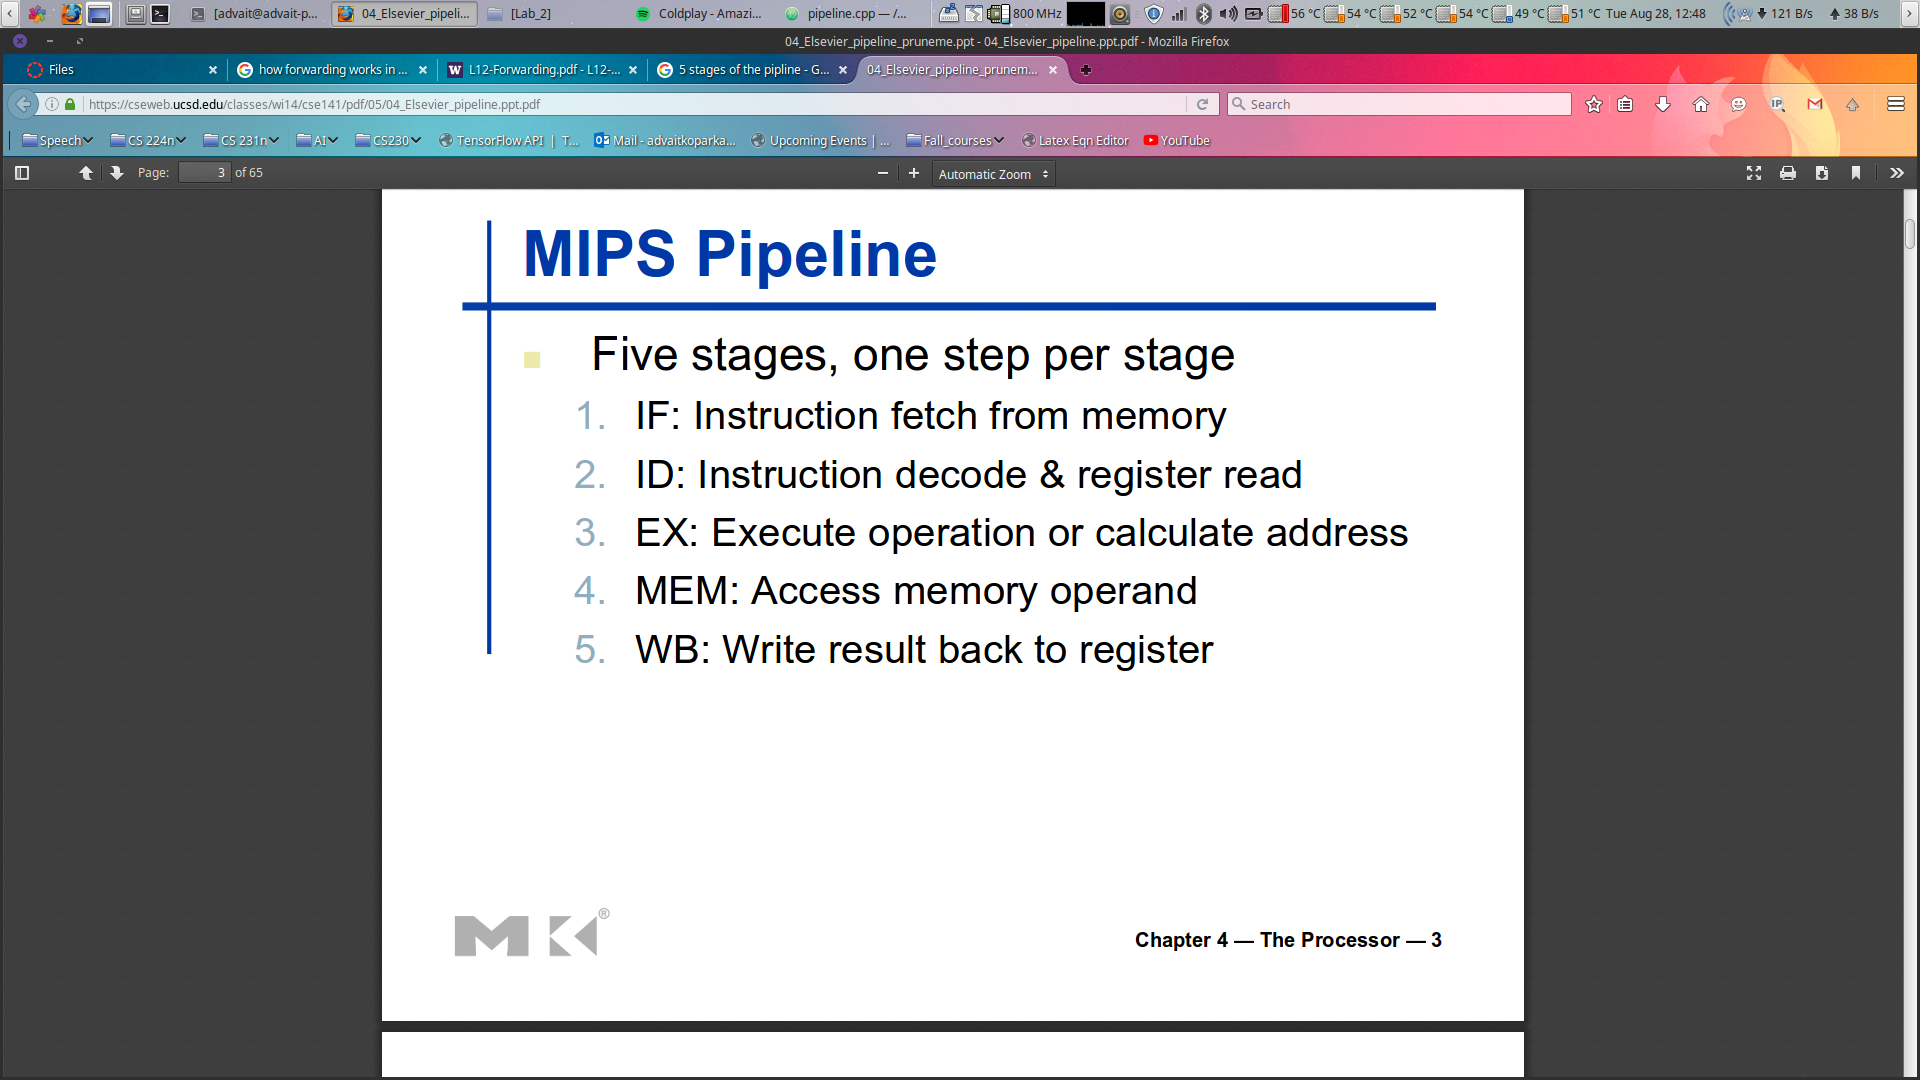 [advait@advait-p...
04_Elsevier_pipeli...
[Lab_2]
Coldplay - Amazi...
pipeline.cpp — /...
800 MHz
56 °C
54 °C
52 °C
54 °C
49 °C
51 °C
Tue Aug 28, 12:48
121 B/s
38 B/s
04_Elsevier_pipeline_pruneme.ppt - 04_Elsevier_pipeline.ppt.pdf - Mozilla Firefox
Files
how forwarding works in ...
L12-Forwarding.pdf - L12-...
5 stages of the pipline - G...
04_Elsevier_pipeline_prunem...
https://cseweb.ucsd.edu/classes/wi14/cse141/pdf/05/04_Elsevier_pipeline.ppt.pdf
Search
IP
Speech
CS 224n
CS 231n
AI
CS230
TensorFlow API | T...
Mail - advaitkoparka...
Upcoming Events | ...
Fall_courses
Latex Eqn Editor
YouTube
Page: 3 of 65
Automatic Zoom
MIPS Pipeline
Five stages, one step per stage
1. IF: Instruction fetch from memory
2. ID: Instruction decode & register read
3. EX: Execute operation or calculate address
4. MEM: Access memory operand
5. WB: Write result back to register
MK®
Chapter 4 — The Processor — 3